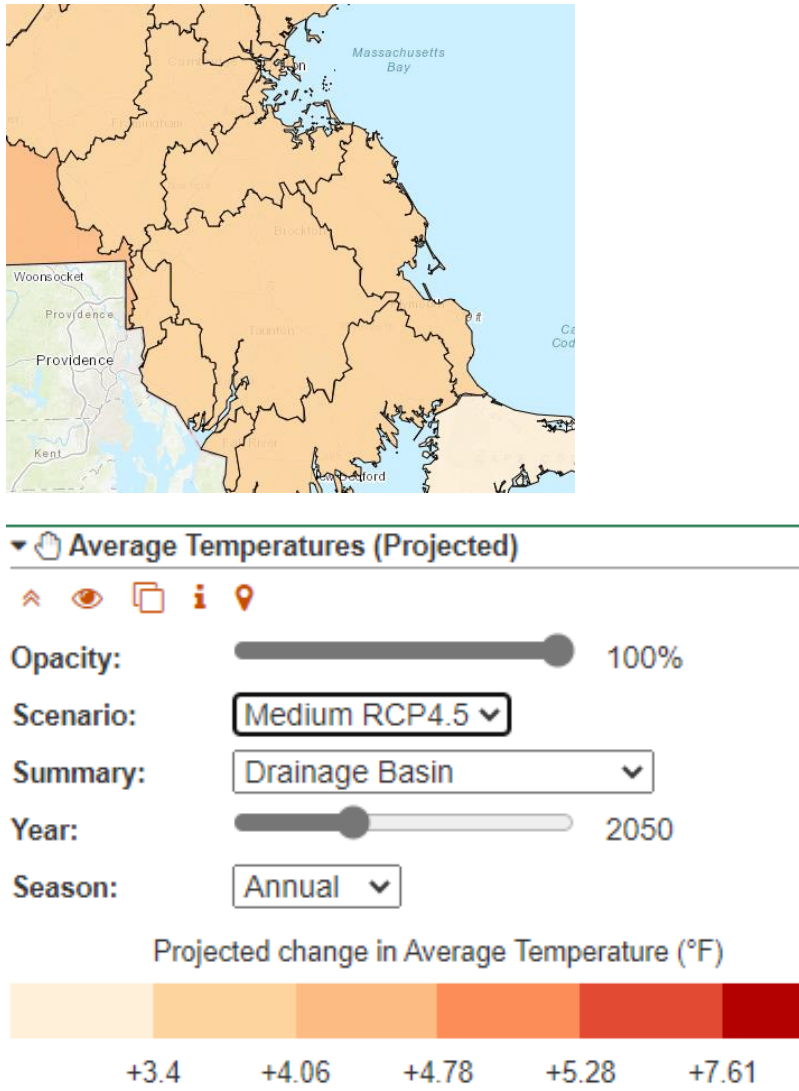 Massachusetts
Bay
Framingham
Brockton
Woonsocket
Providence
Taunton
Providence
Kent
Average Temperatures (Projected)
Opacity: 100%
Scenario: Medium RCP4.5
Summary: Drainage Basin
Year: 2050
Season: Annual
Projected change in Average Temperature (°F)
+3.4 +4.06 +4.78 +5.28 +7.61